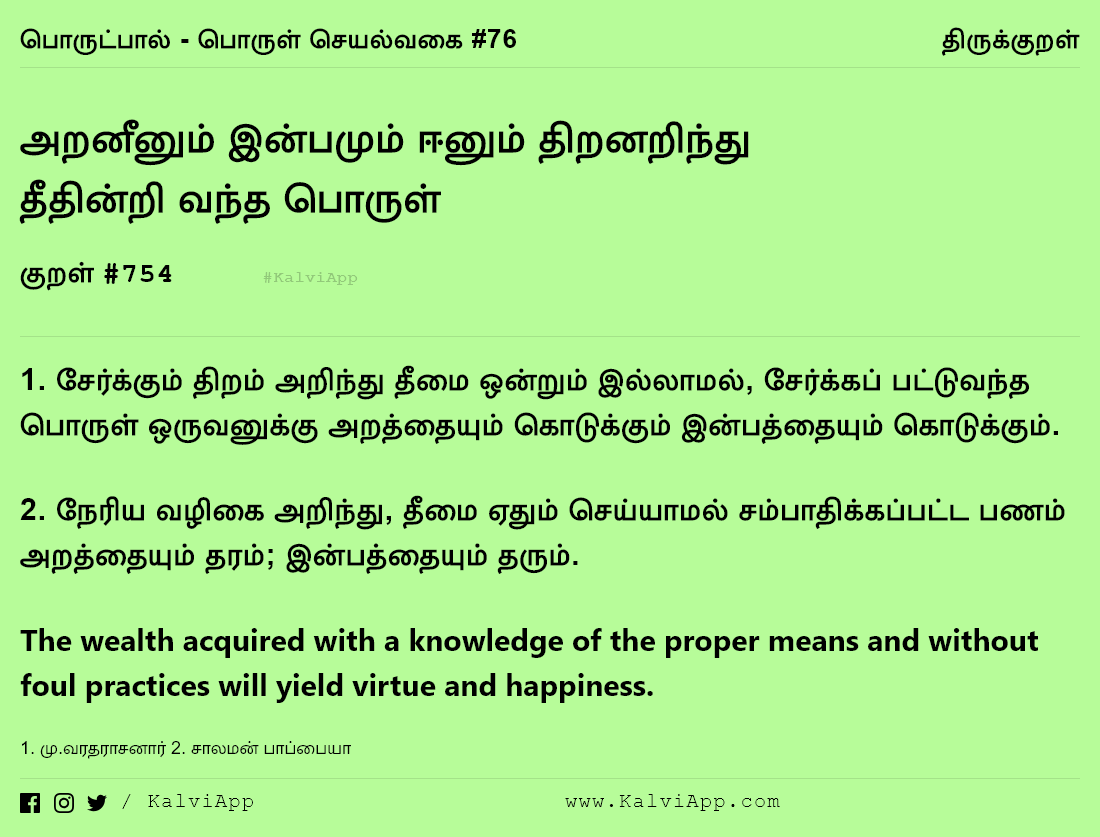 பொருட்பால் - பொருள் செயல்வகை #76 திருக்குறள்
அறனீனும் இன்பமும் ஈனும் திறனறிந்து
தீதின்றி வந்த பொருள்
குறள் #754 #KalviApp
1. சேர்க்கும் திறம் அறிந்து தீமை ஒன்றும் இல்லாமல், சேர்க்கப் பட்டுவந்த
பொருள் ஒருவனுக்கு அறத்தையும் கொடுக்கும் இன்பத்தையும் கொடுக்கும்.
2. நேரிய வழிகை அறிந்து, தீமை ஏதும் செய்யாமல் சம்பாதிக்கப்பட்ட பணம்
அறத்தையும் தரம்; இன்பத்தையும் தரும்.
The wealth acquired with a knowledge of the proper means and without
foul practices will yield virtue and happiness.
1. மு.வரதராசனார் 2. சாலமன் பாப்பையா
/ KalviApp www.KalviApp.com